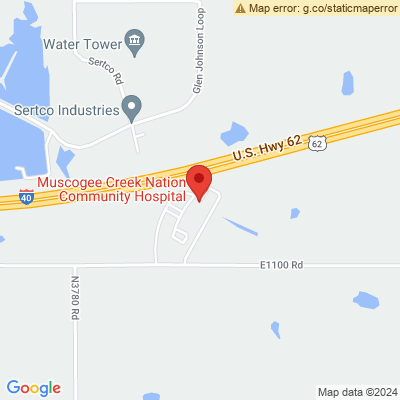 Map error: g.co/staticmaperror
Water Tower
Sertco Rd
Glen Johnson Loop
Sertco Industries
U.S. Hwy 62
62
Muscogee Creek Nation
Community Hospital
40
E1100 Rd
N3780 Rd
Google
Map data ©2024